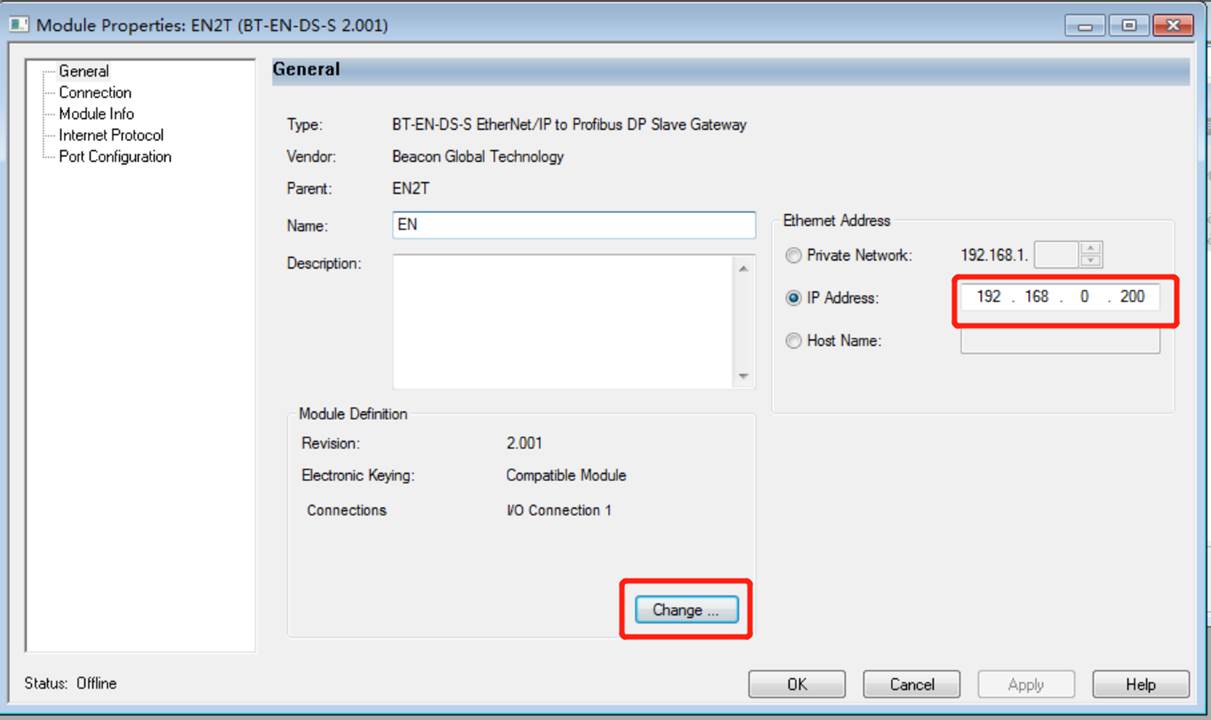 Module Properties: EN2T (BT-EN-DS-S 2.001)
General
Connection
Module Info
Internet Protocol
Port Configuration
General
Type: BT-EN-DS-S EtherNet/IP to Profibus DP Slave Gateway
Vendor: Beacon Global Technology
Parent: EN2T
Name: EN
Description:
Ethernet Address
Private Network: 192.168.1.
IP Address: 192 . 168 . 0 . 200
Host Name:
Module Definition
Revision: 2.001
Electronic Keying: Compatible Module
Connections I/O Connection 1
Change ...
Status: Offline
OK Cancel Apply Help